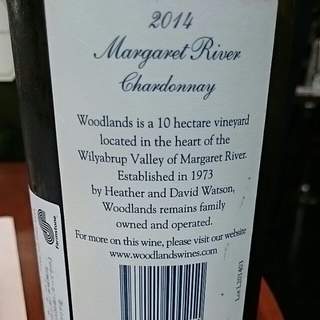 2014
Margaret River
Chardonnay
Woodlands is a 10 hectare vineyard
located in the heart of the
Wilyabrup Valley of Margaret River.
Established in 1973
by Heather and David Watson,
Woodlands remains family
owned and operated.
For more on this wine, please visit our website
www.woodlandswines.com
Lot L201403